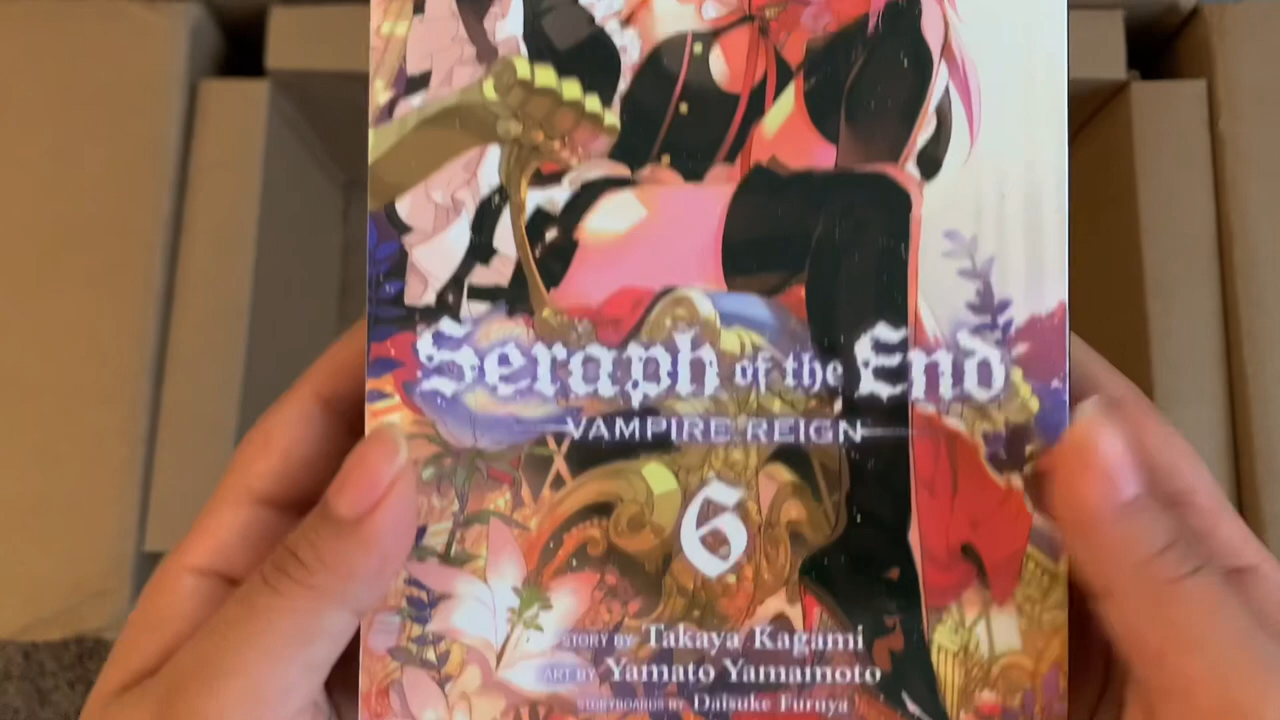 Seraph of the End
VAMPIRE REIGN
6
STORY BY Takaya Kagami
ART BY Yamato Yamamoto
STORYBOARDS BY Daisuke Furuya